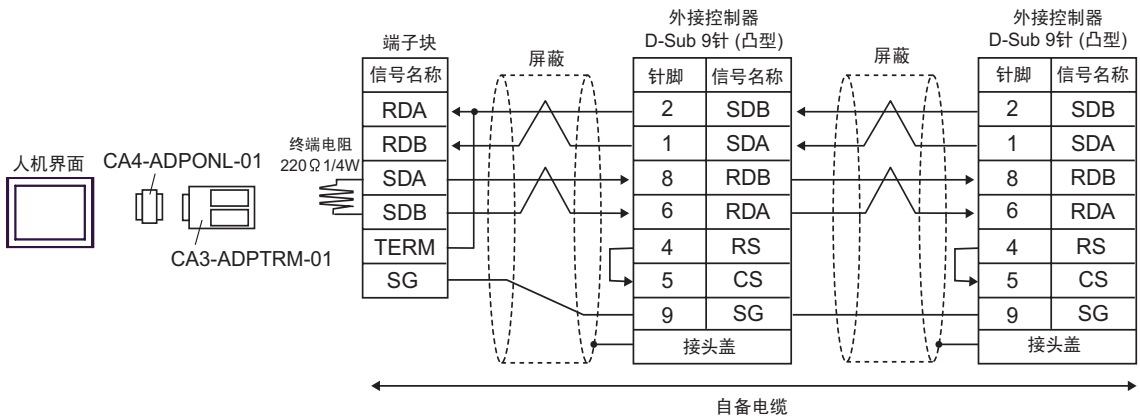 人机界面
CA4-ADPONL-01
CA3-ADPTRM-01
终端电阻
220Ω1/4W
端子块
信号名称
RDA
RDB
SDA
SDB
TERM
SG
屏蔽
外接控制器
D-Sub 9针 (凸型)
针脚 信号名称
2 SDB
1 SDA
8 RDB
6 RDA
4 RS
5 CS
9 SG
接头盖
屏蔽
外接控制器
D-Sub 9针 (凸型)
针脚 信号名称
2 SDB
1 SDA
8 RDB
6 RDA
4 RS
5 CS
9 SG
接头盖
自备电缆